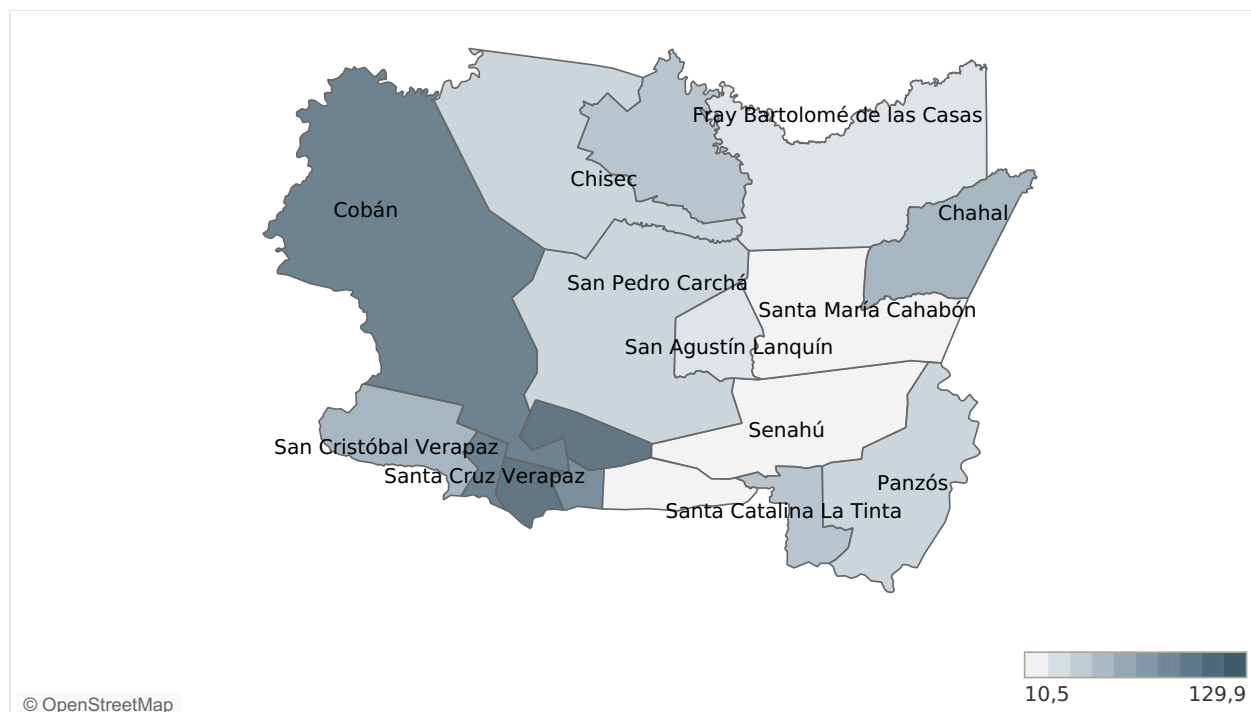 Fray Bartolomé de las Casas
Chisec
Cobán
Chahal
San Pedro Carchá
Santa María Cahabón
San Agustín Lanquín
Senahú
San Cristóbal Verapaz
Santa Cruz Verapaz
Panzós
Santa Catalina La Tinta
10,5
129,9
© OpenStreetMap